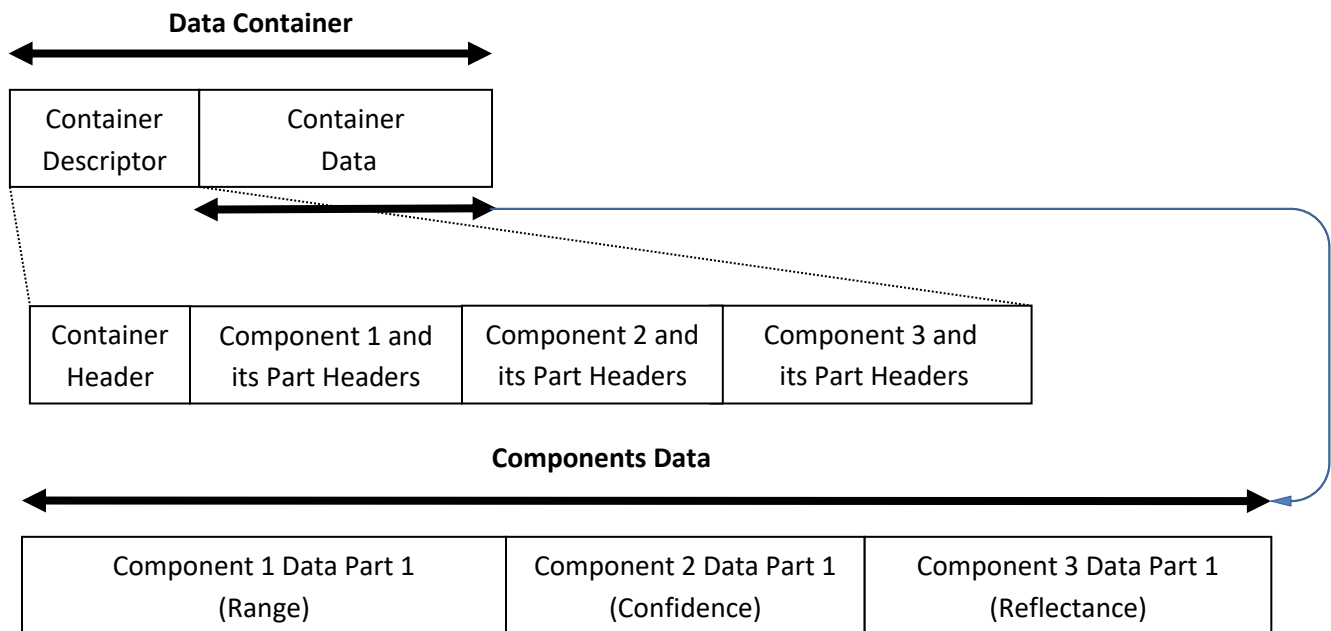 Data Container
Container
Descriptor
Container
Data
Container
Header
Component 1 and
its Part Headers
Component 2 and
its Part Headers
Component 3 and
its Part Headers
Components Data
Component 1 Data Part 1
(Range)
Component 2 Data Part 1
(Confidence)
Component 3 Data Part 1
(Reflectance)